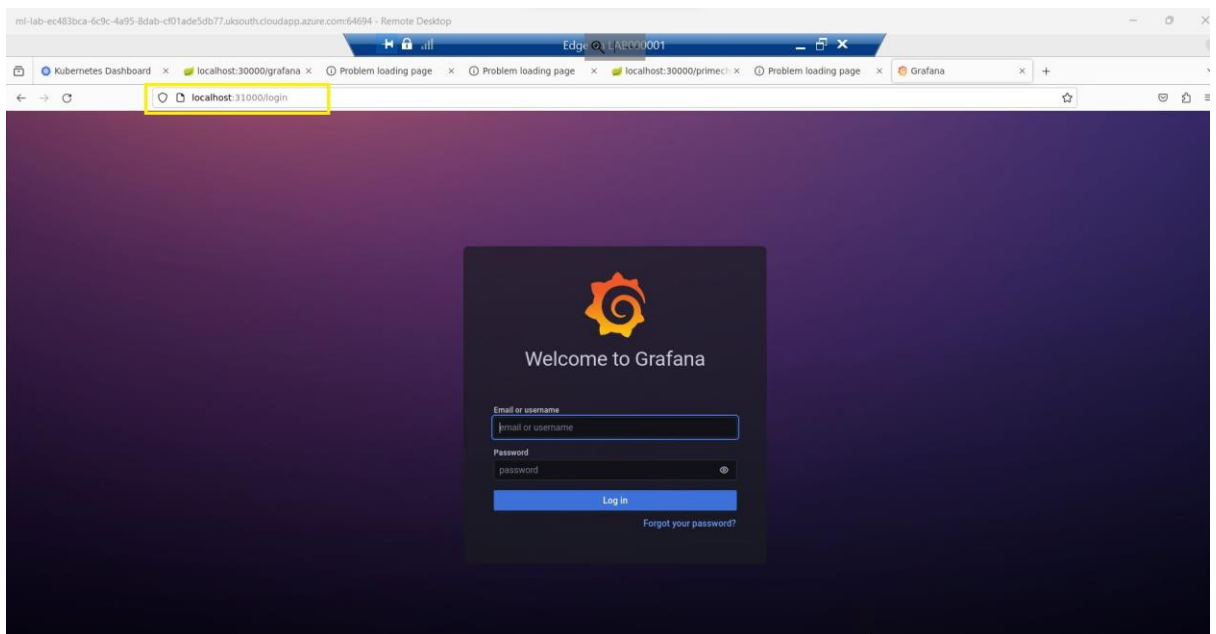 ml-lab-ec483bca-6c9c-4a95-8dab-cf01ade5db77.uksouth.cloudapp.azure.com:64694 - Remote Desktop
Edge on LAB000001
Kubernetes Dashboard localhost:30000/grafana Problem loading page Problem loading page localhost:30000/primech Problem loading page Grafana
localhost:31000/login
Welcome to Grafana
Email or username
email or username
Password
password
Log in
Forgot your password?